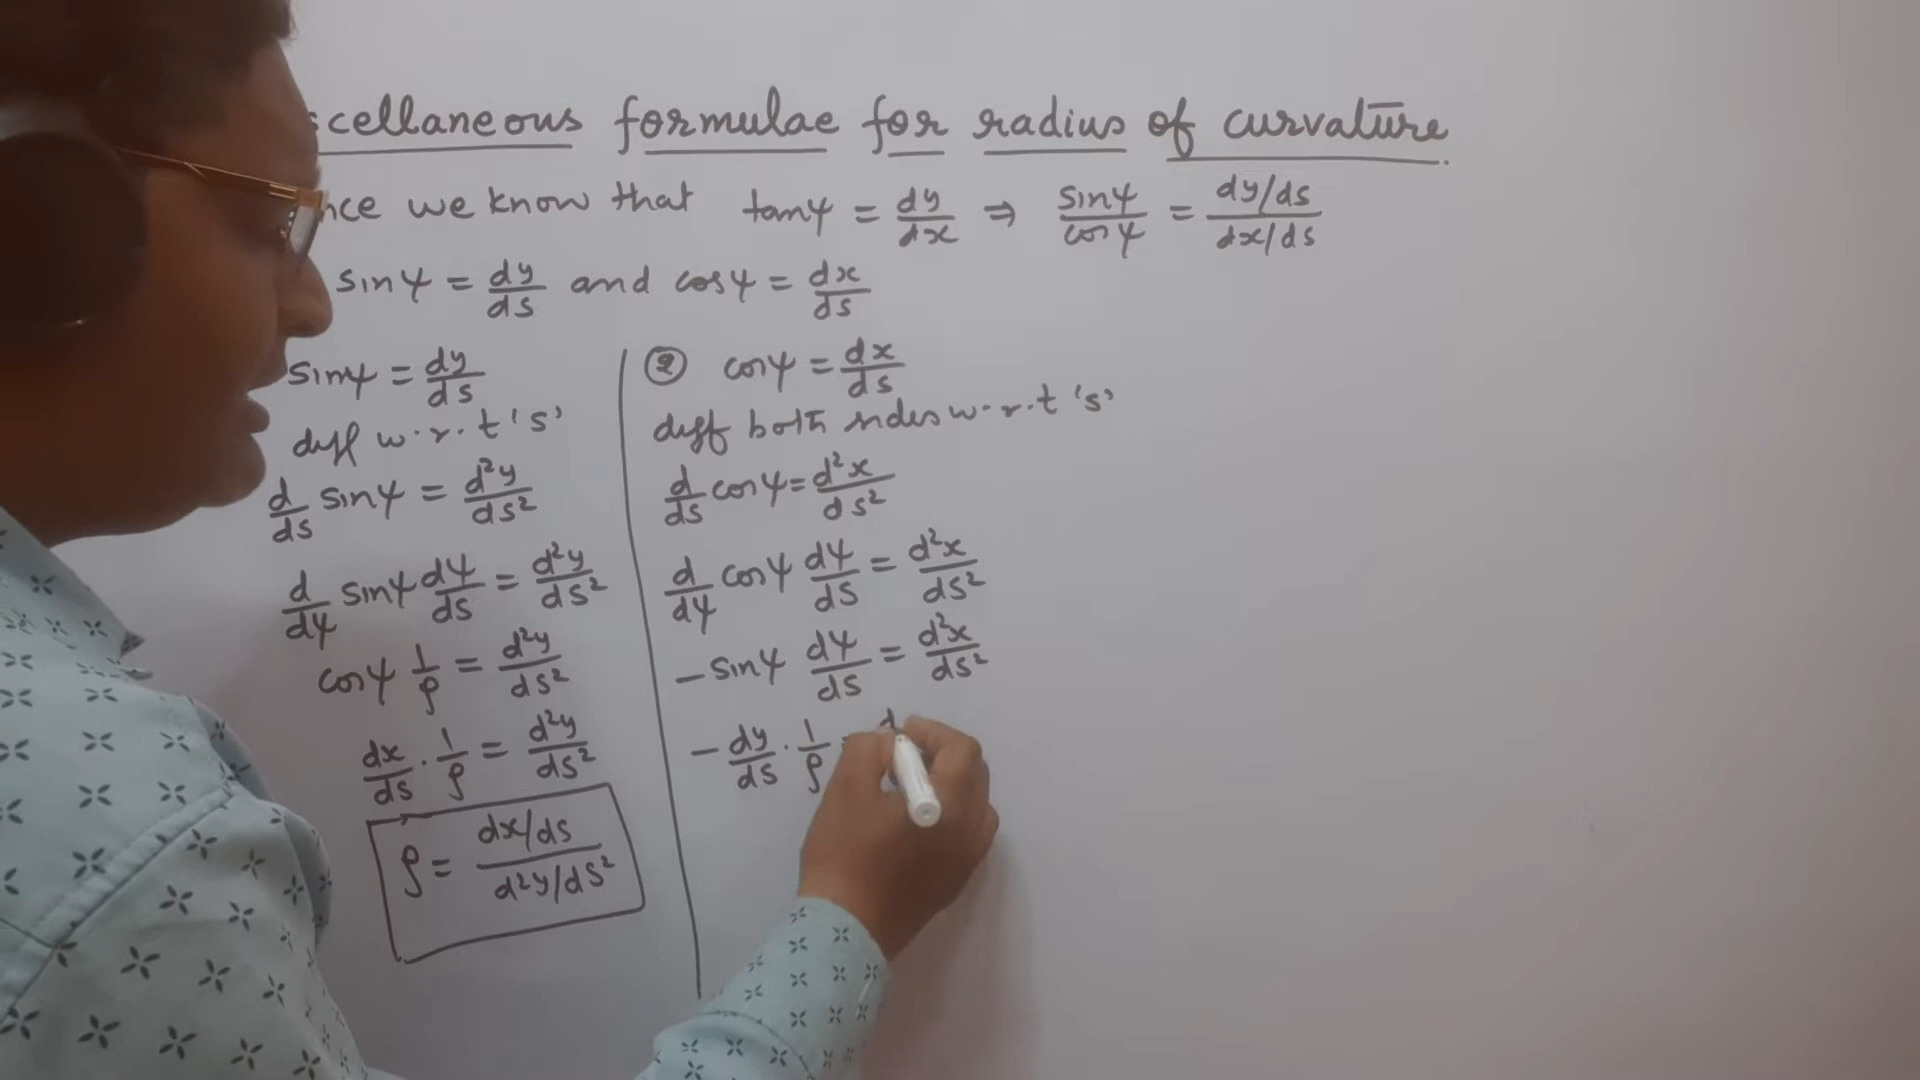 scellaneous formulae for radius of curvature
nce we know that tanψ = dy/dx ⇒ sinψ/cosψ = (dy/ds)/(dx/ds)
sinψ = dy/ds and cosψ = dx/ds
sinψ = dy/ds
diff w.r.t 's'
d/ds sinψ = d²y/ds²
d/dψ sinψ dψ/ds = d²y/ds²
cosψ 1/ρ = d²y/ds²
dx/ds · 1/ρ = d²y/ds²
ρ = (dx/ds)/(d²y/ds²)
② cosψ = dx/ds
diff both sides w.r.t 's'
d/ds cosψ = d²x/ds²
d/dψ cosψ dψ/ds = d²x/ds²
- sinψ dψ/ds = d²x/ds²
- dy/ds · 1/ρ = d